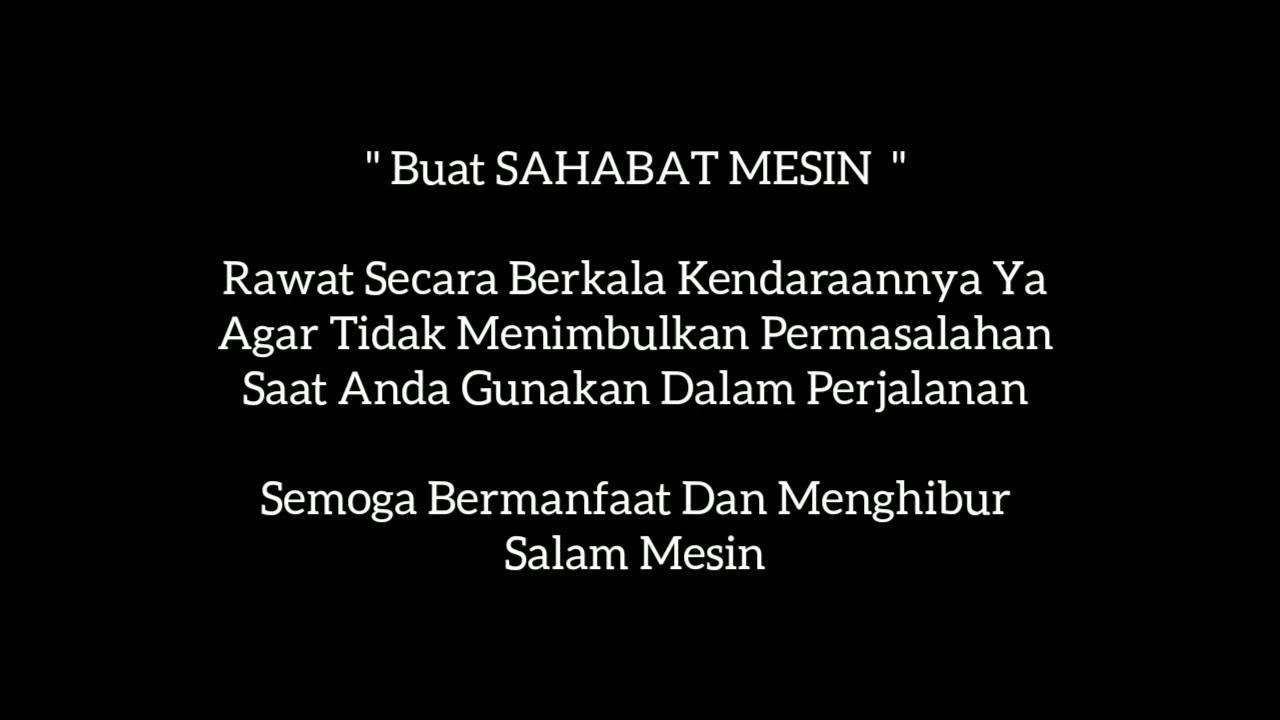 " Buat SAHABAT MESIN  "
Rawat Secara Berkala Kendaraannya Ya
Agar Tidak Menimbulkan Permasalahan
Saat Anda Gunakan Dalam Perjalanan
Semoga Bermanfaat Dan Menghibur
Salam Mesin